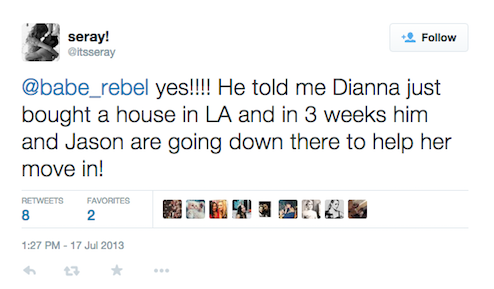 seray!
@itsseray
Follow
@babe_rebel yes!!!! He told me Dianna just
bought a house in LA and in 3 weeks him
and Jason are going down there to help her
move in!
RETWEETS FAVORITES
8 2
1:27 PM - 17 Jul 2013